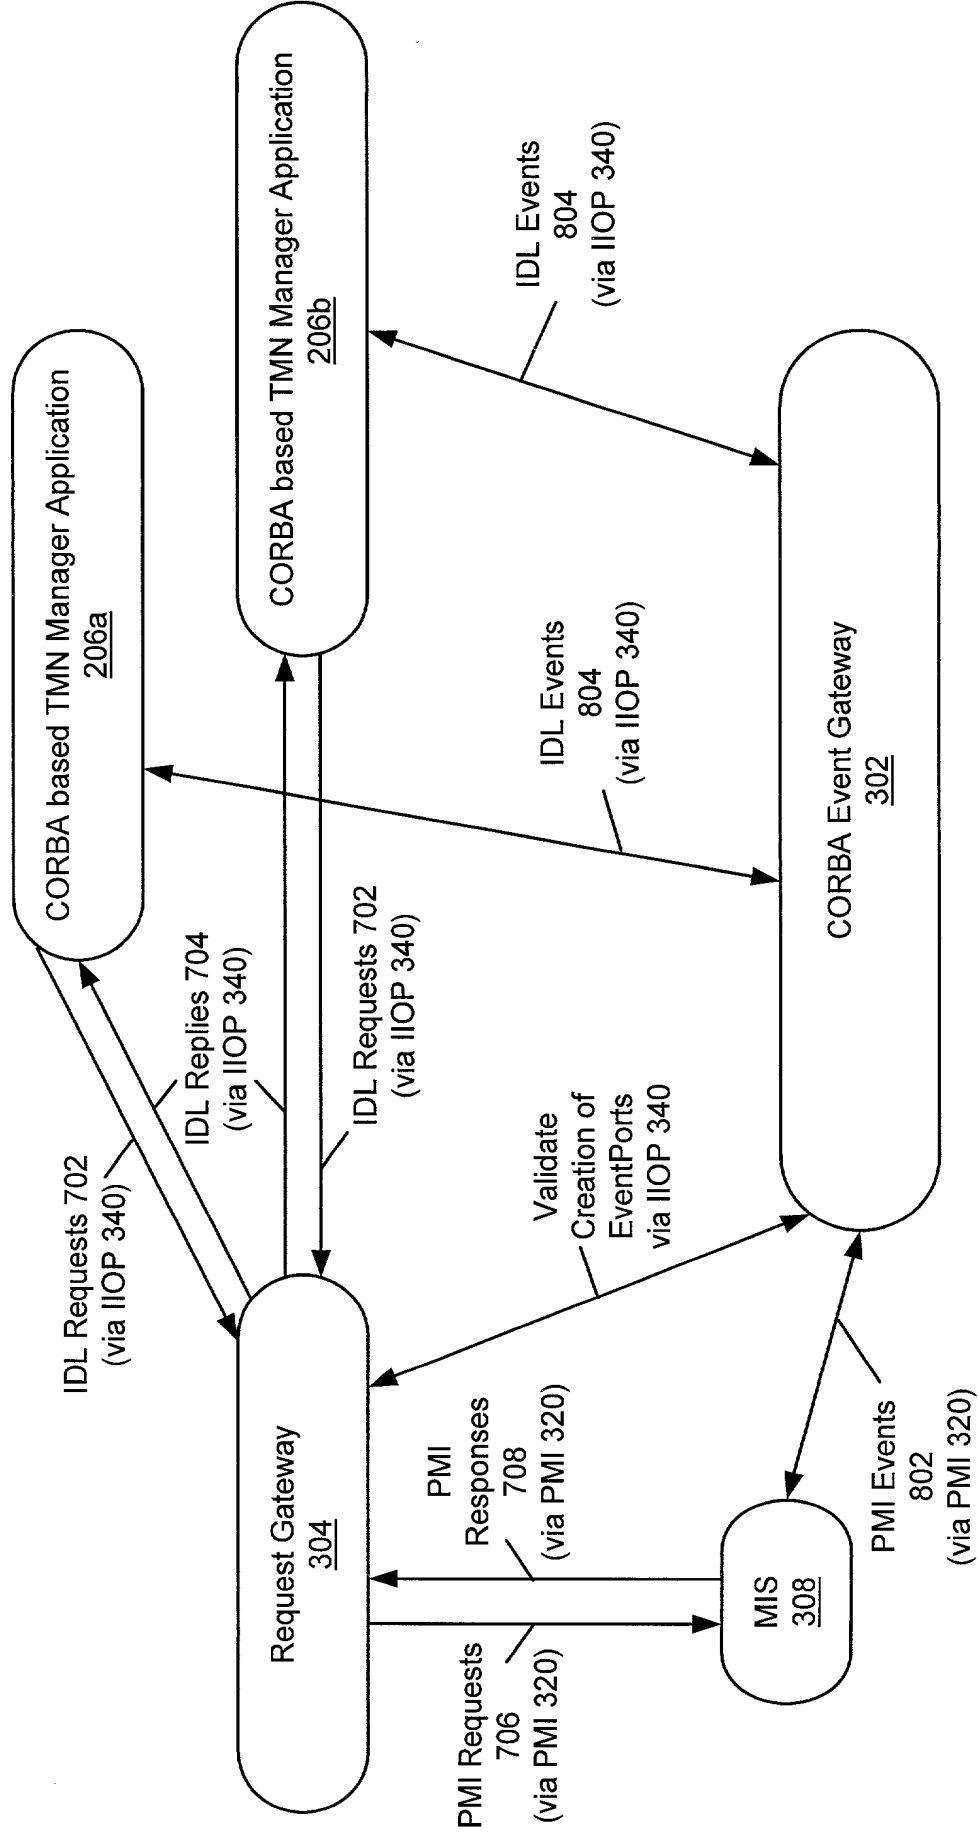 CORBA based TMN Manager Application
206a
IDL Requests 702
(via IIOP 340)
IDL Replies 704
(via IIOP 340)
CORBA based TMN Manager Application
206b
Request Gateway
304
IDL Requests 702
(via IIOP 340)
PMI Requests
706
(via PMI 320)
PMI
Responses
708
(via PMI 320)
Validate
Creation of
EventPorts
via IIOP 340
IDL Events
804
(via IIOP 340)
IDL Events
804
(via IIOP 340)
MIS
308
PMI Events
802
(via PMI 320)
CORBA Event Gateway
302